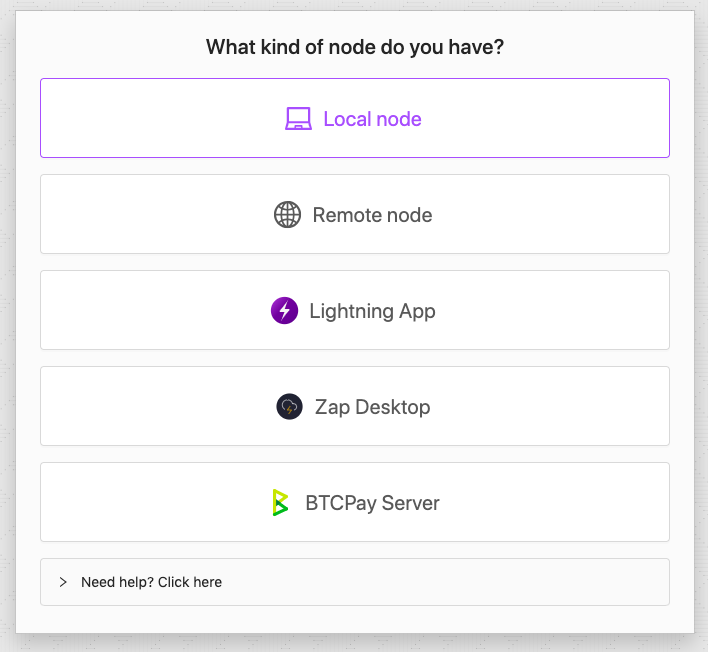 What kind of node do you have?
Local node
Remote node
Lightning App
Zap Desktop
BTCPay Server
Need help? Click here